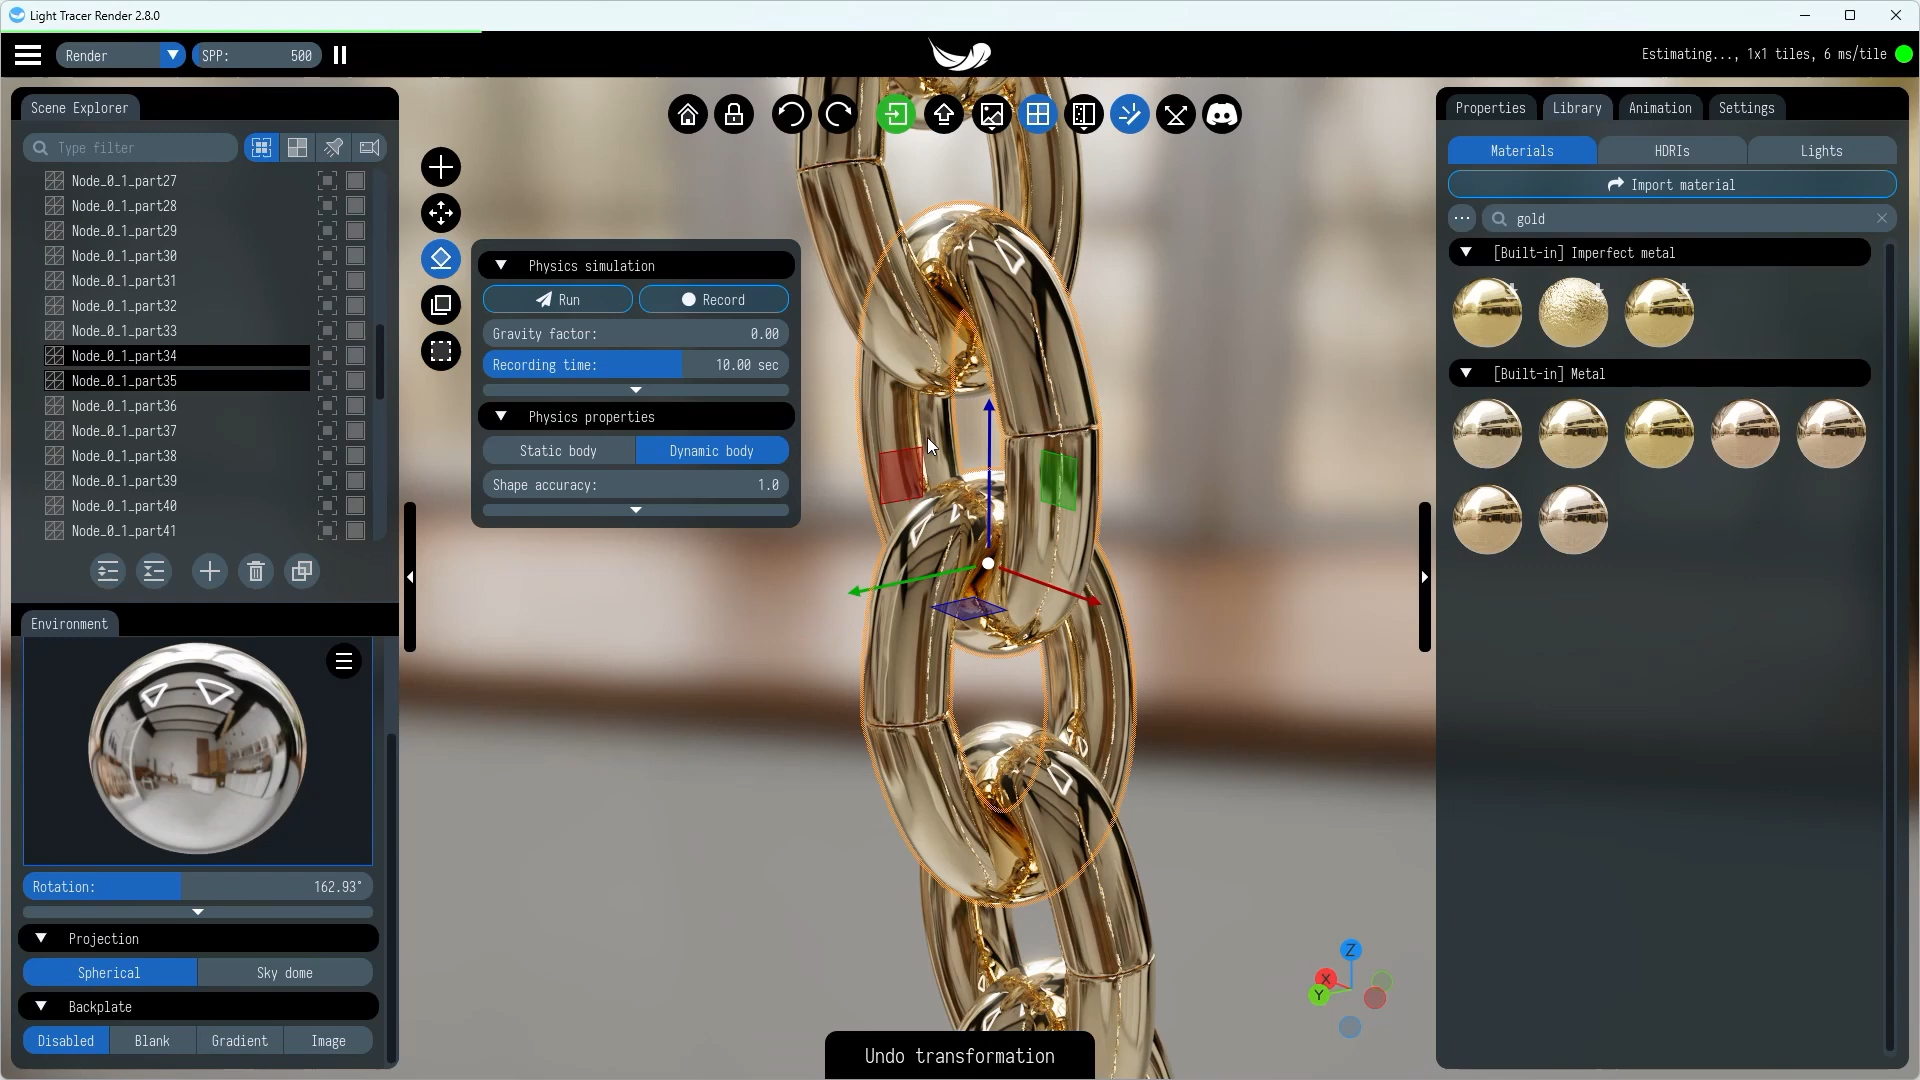 Light Tracer Render 2.8.0
Render
SPP: 500
Estimating..., 1x1 tiles, 6 ms/tile
Scene Explorer
Type filter
Node_0_1_part27
Node_0_1_part28
Node_0_1_part29
Node_0_1_part30
Node_0_1_part31
Node_0_1_part32
Node_0_1_part33
Node_0_1_part34
Node_0_1_part35
Node_0_1_part36
Node_0_1_part37
Node_0_1_part38
Node_0_1_part39
Node_0_1_part40
Node_0_1_part41
Environment
Rotation: 162.93°
Projection
Spherical Sky dome
Backplate
Disabled Blank Gradient Image
Physics simulation
Run Record
Gravity factor: 0.00
Recording time: 10.00 sec
Physics properties
Static body Dynamic body
Shape accuracy: 1.0
Z
X
Y
Undo transformation
Properties Library Animation Settings
Materials HDRIs Lights
Import material
gold
[Built-in] Imperfect metal
[Built-in] Metal